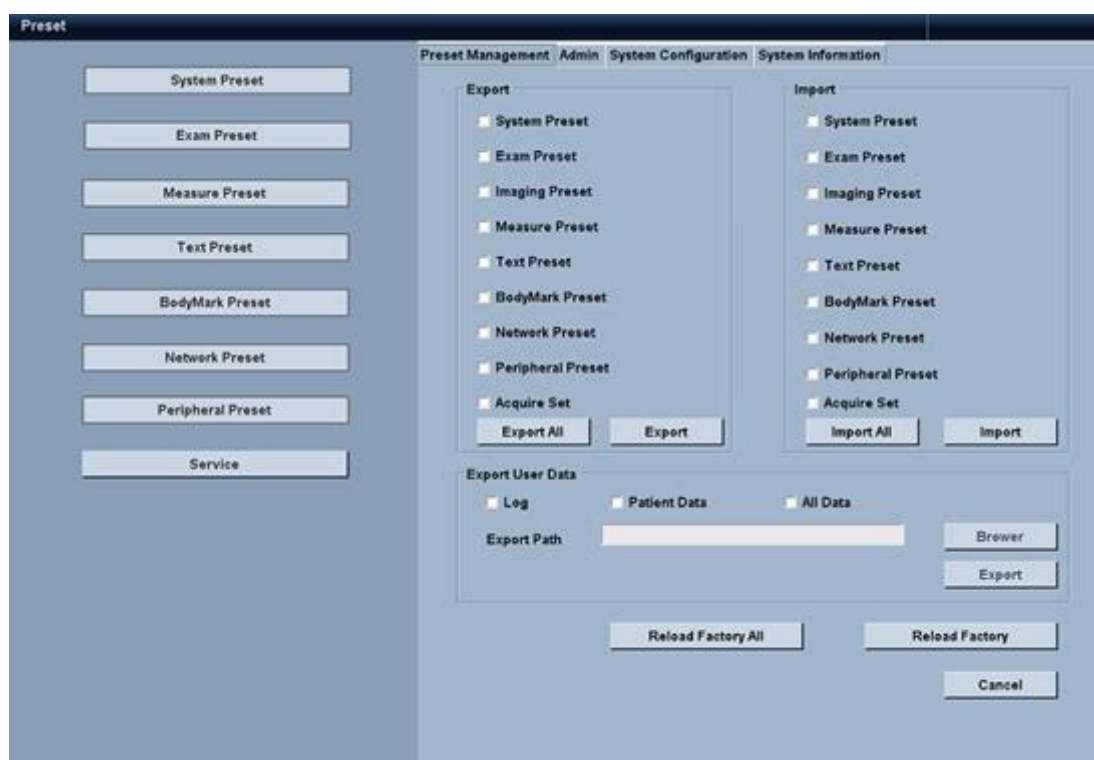 Preset
System Preset
Exam Preset
Measure Preset
Text Preset
BodyMark Preset
Network Preset
Peripheral Preset
Service
Preset Management Admin System Configuration System Information
Export
System Preset
Exam Preset
Imaging Preset
Measure Preset
Text Preset
BodyMark Preset
Network Preset
Peripheral Preset
Acquire Set
Export All Export
Import
System Preset
Exam Preset
Imaging Preset
Measure Preset
Text Preset
BodyMark Preset
Network Preset
Peripheral Preset
Acquire Set
Import All Import
Export User Data
Log Patient Data All Data
Export Path Brower
Export
Reload Factory All Reload Factory
Cancel